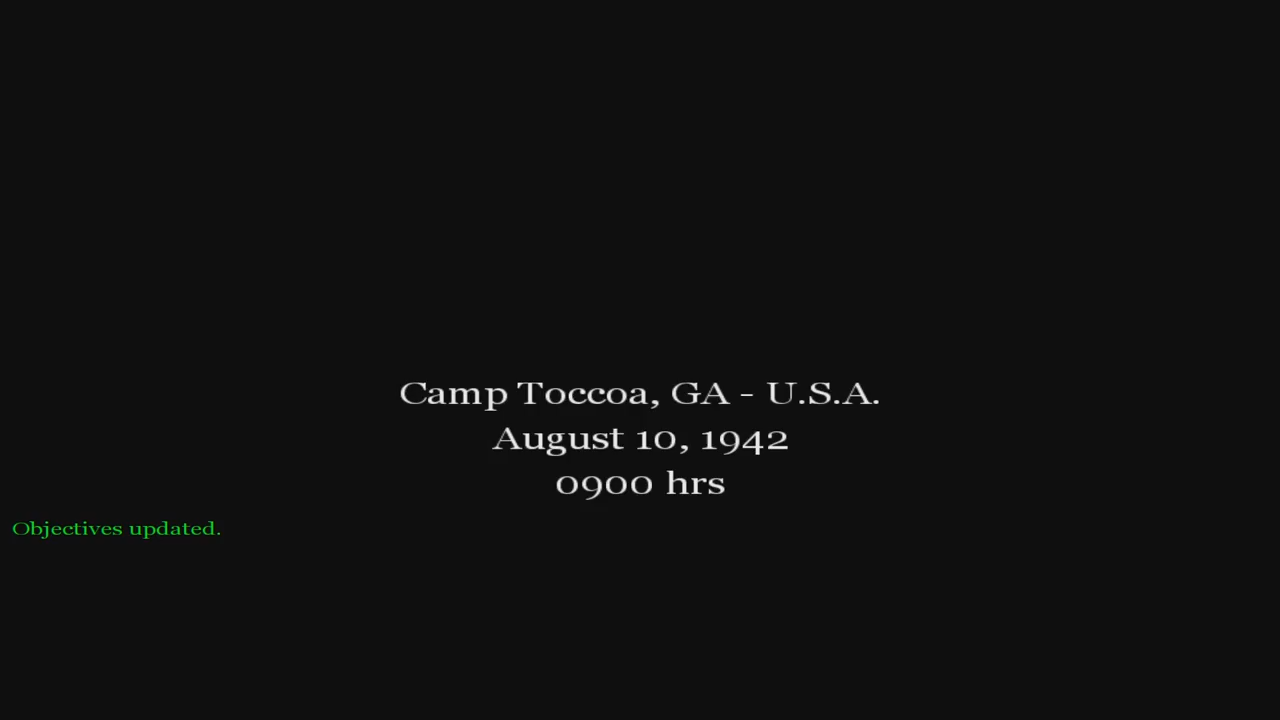 Camp Toccoa, GA - U.S.A.
August 10, 1942
0900 hrs
Objectives updated.